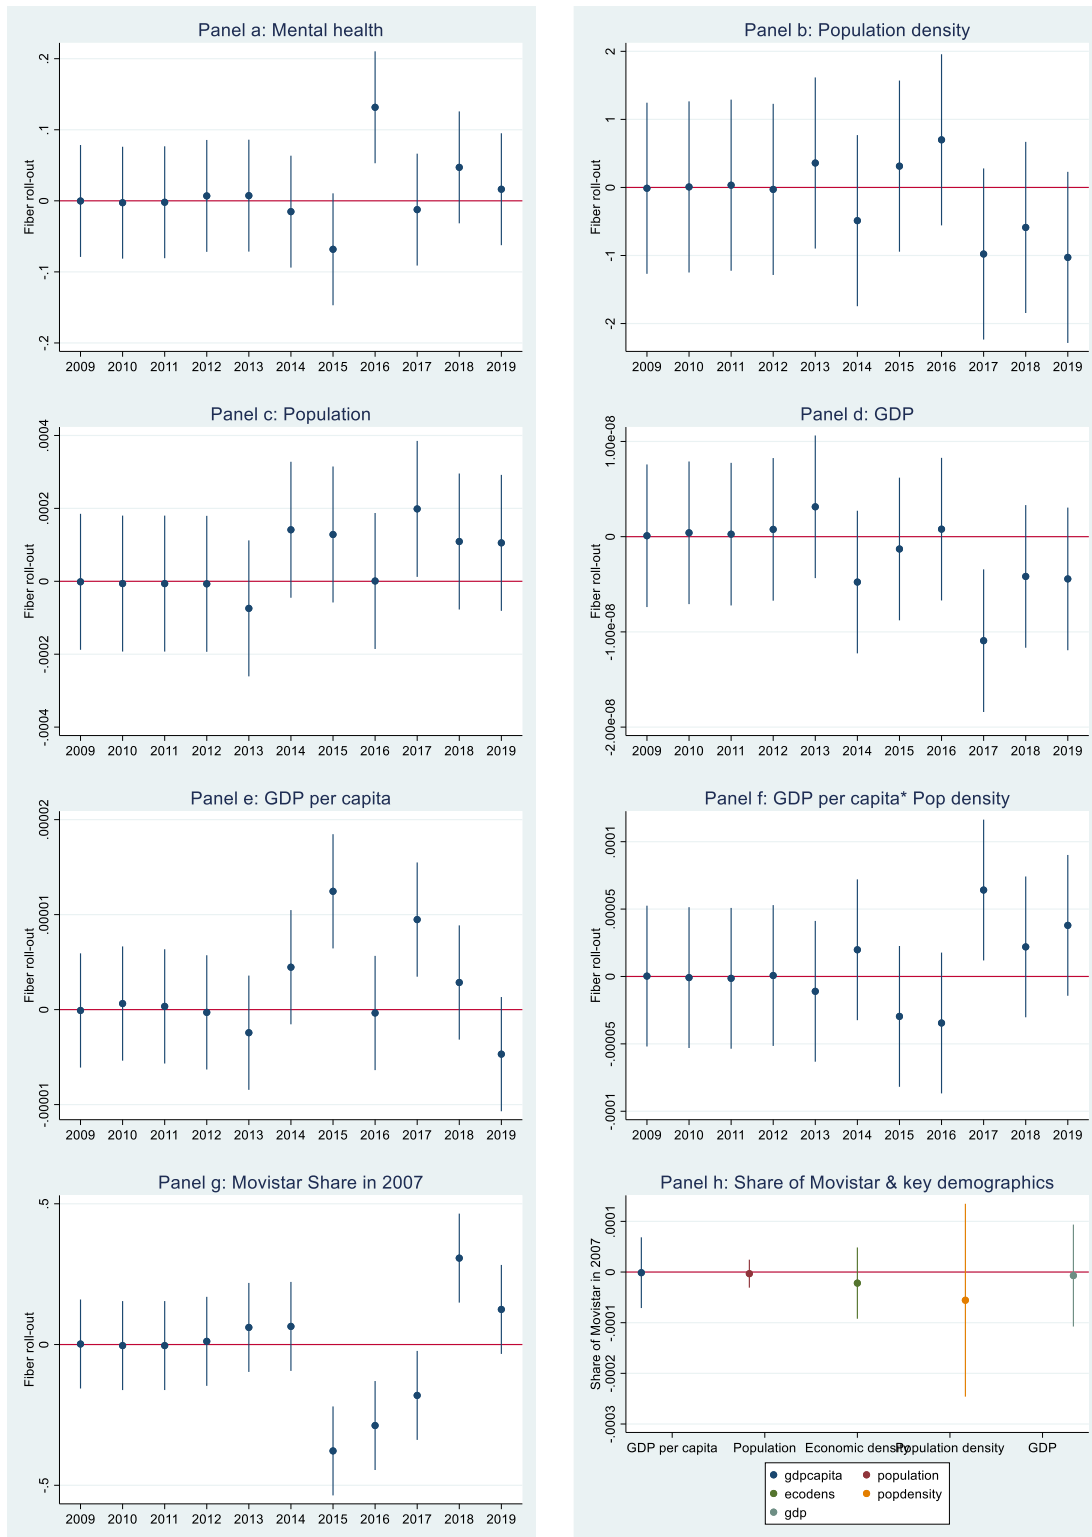 Panel a: Mental health
Fiber roll-out
.2
.1
0
-.1
-.2
2009 2010 2011 2012 2013 2014 2015 2016 2017 2018 2019
Panel b: Population density
Fiber roll-out
2
1
0
-1
-2
2009 2010 2011 2012 2013 2014 2015 2016 2017 2018 2019
Panel c: Population
Fiber roll-out
.0004
.0002
0
-.0002
-.0004
2009 2010 2011 2012 2013 2014 2015 2016 2017 2018 2019
Panel d: GDP
Fiber roll-out
1.00e-08
0
-1.00e-08
-2.00e-08
2009 2010 2011 2012 2013 2014 2015 2016 2017 2018 2019
Panel e: GDP per capita
Fiber roll-out
.00002
.00001
0
-.00001
2009 2010 2011 2012 2013 2014 2015 2016 2017 2018 2019
Panel f: GDP per capita* Pop density
Fiber roll-out
.0001
.00005
0
-.00005
-.0001
2009 2010 2011 2012 2013 2014 2015 2016 2017 2018 2019
Panel g: Movistar Share in 2007
Fiber roll-out
.5
0
-.5
2009 2010 2011 2012 2013 2014 2015 2016 2017 2018 2019
Panel h: Share of Movistar & key demographics
Share of Movistar in 2007
.0001
0
-.0001
-.0002
-.0003
GDP per capita Population Economic density Population density GDP
gdpcapita population
ecodens popdensity
gdp